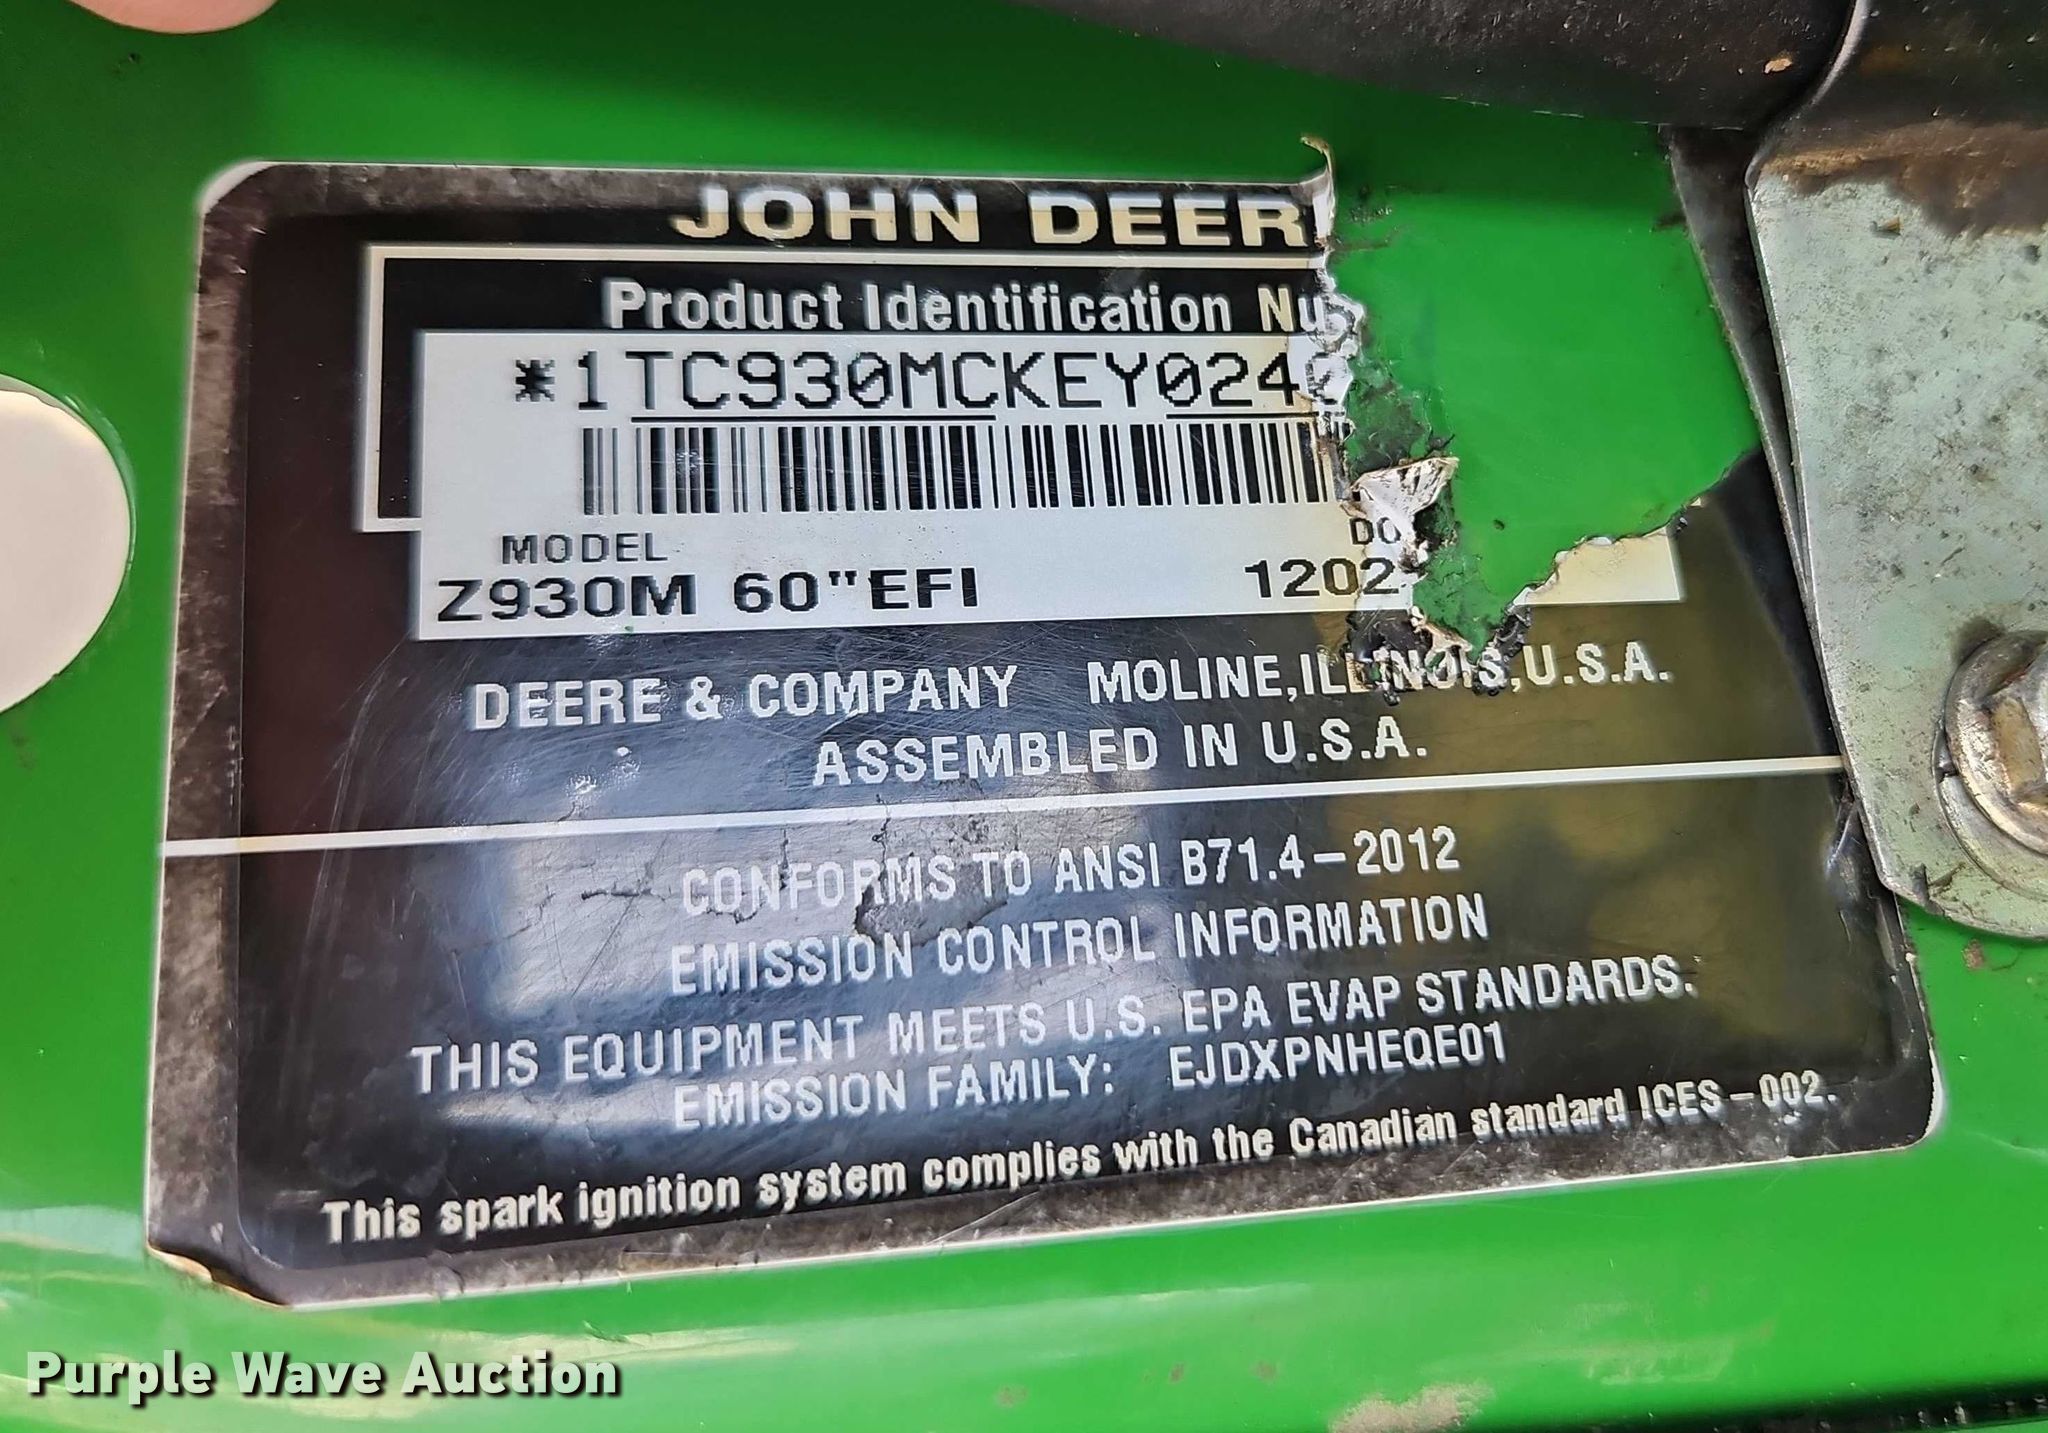 JOHN DEER
Product Identification Nu
*1TC930MCKEY024
MODEL DO
Z930M 60"EFI 1202
DEERE & COMPANY MOLINE, ILLINOIS, U.S.A.
ASSEMBLED IN U.S.A.
CONFORMS TO ANSI B71.4-2012
EMISSION CONTROL INFORMATION
THIS EQUIPMENT MEETS U.S. EPA EVAP STANDARDS.
EMISSION FAMILY: EJDXPNHEQE01
This spark ignition system complies with the Canadian standard ICES-002.
Purple Wave Auction